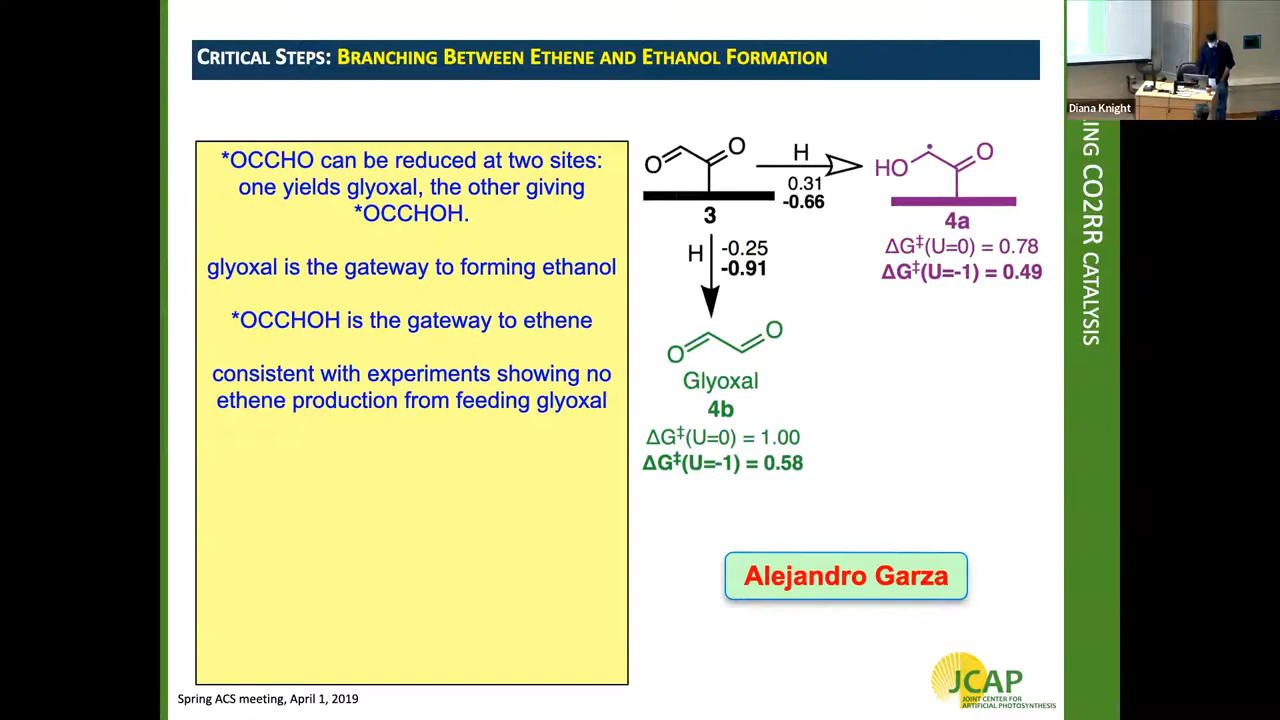 CRITICAL STEPS: BRANCHING BETWEEN ETHENE AND ETHANOL FORMATION
Diana Knight
*OCCHO can be reduced at two sites:
one yields glyoxal, the other giving
*OCCHOH.
glyoxal is the gateway to forming ethanol
*OCCHOH is the gateway to ethene
consistent with experiments showing no
ethene production from feeding glyoxal
O
O
3
H
0.31
-0.66
HO
O
4a
ΔG‡(U=0) = 0.78
ΔG‡(U=-1) = 0.49
H
-0.25
-0.91
O
O
Glyoxal
4b
ΔG‡(U=0) = 1.00
ΔG‡(U=-1) = 0.58
Alejandro Garza
CO2RR CATALYSIS
Spring ACS meeting, April 1, 2019
JCAP
JOINT CENTER FOR
ARTIFICIAL PHOTOSYNTHESIS